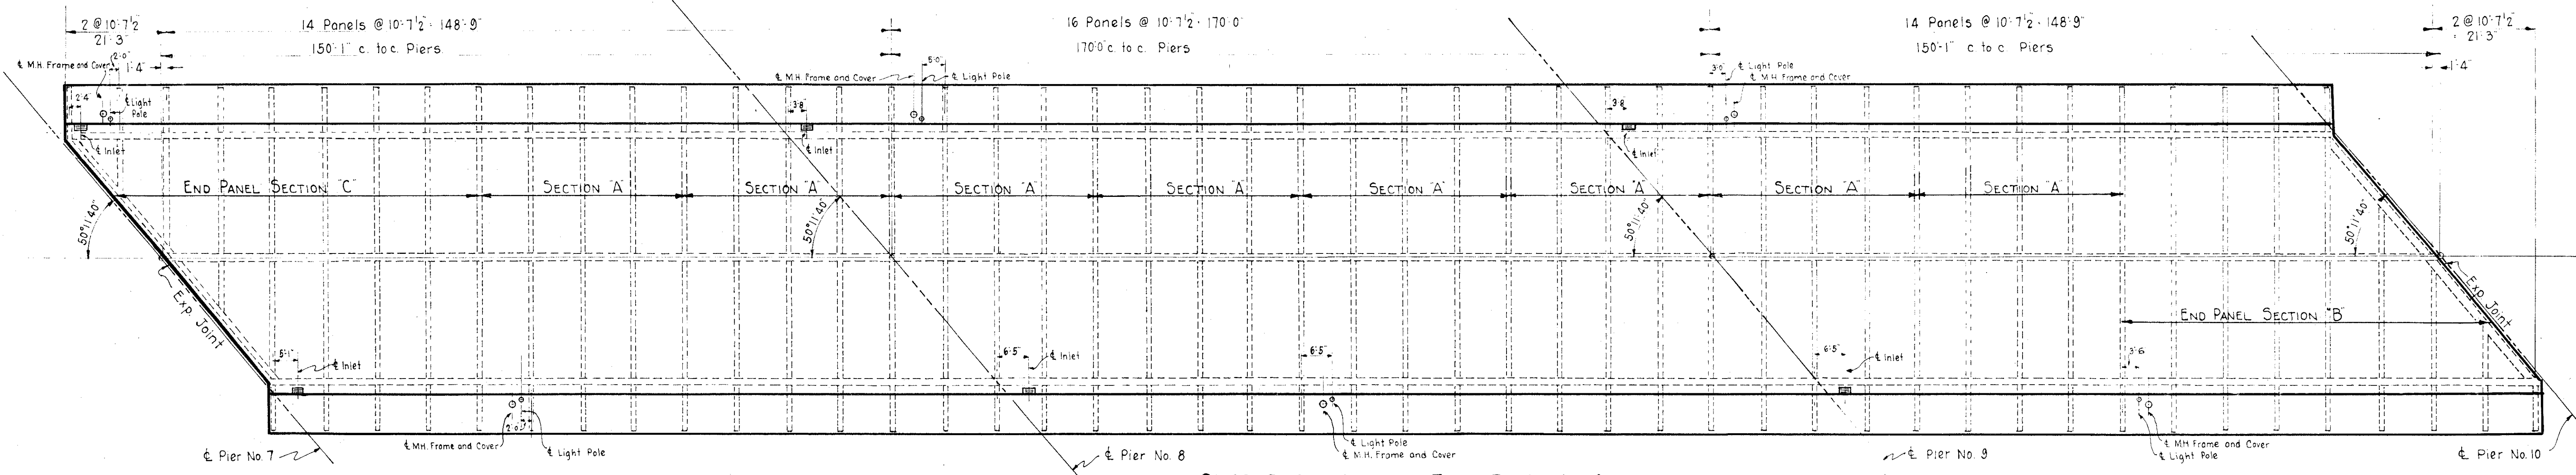 2 @ 10'-7½"
21'-3"
14 Panels @ 10'-7½" = 148'-9"
150'-1" c. to c. Piers
16 Panels @ 10'-7½" = 170'-0"
170'-0" c. to c. Piers
14 Panels @ 10'-7½" = 148'-9"
150'-1" c. to c. Piers
2 @ 10'-7½"
= 21'-3"
℄ M.H. Frame and Cover
2'-0"
1'-4"
℄ M.H. Frame and Cover
5'-0"
℄ Light Pole
3'-0"
℄ Light Pole
℄ M.H. Frame and Cover
1'-4"
2'-4"
℄ Light
Pole
3'-8"
3'-8"
℄ Inlet
℄ Inlet
℄ Inlet
END PANEL SECTION "C"
SECTION "A"
SECTION "A"
SECTION "A"
SECTION "A"
SECTION "A"
SECTION "A"
SECTION "A"
SECTION "A"
50°11'40"
50°11'40"
50°11'40"
50°11'40"
Exp. Joint
Exp. Joint
END PANEL SECTION "B"
℄ Inlet
6'-5"
℄ Inlet
6'-5"
6'-5"
℄ Inlet
3'-6"
℄ M.H. Frame and Cover
2'-0"
℄ Light Pole
℄ Light Pole
℄ M.H. Frame and Cover
℄ M.H. Frame and Cover
℄ Light Pole
℄ Pier No. 7
℄ Pier No. 8
℄ Pier No. 9
℄ Pier No. 10